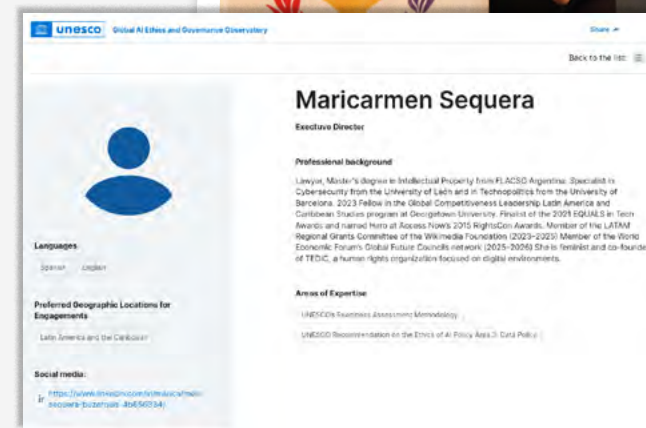 unesco
Global AI Ethics and Governance Observatory
Share
Back to the list
Maricarmen Sequera
Executive Director
Professional background
Lawyer, Master's degree in Intellectual Property from FLACSO Argentina. Specialist in
Cybersecurity from the University of León and in Technopolitics from the University of
Barcelona. 2023 Fellow in the Global Competitiveness Leadership Latin America and
Caribbean Studies program at Georgetown University. Finalist of the 2021 EQUALS in Tech
Awards and named Hero at Access Now's 2015 RightsCon Awards. Member of the LATAM
Regional Grants Committee of the Wikimedia Foundation (2023-2025) Member of the World
Economic Forum's Global Future Councils network (2025-2026) She is feminist and co-founde
of TEDIC, a human rights organization focused on digital environments.
Languages
Spanish English
Areas of Expertise
UNESCO's Readiness Assessment Methodology
UNESCO Recommendation on the Ethics of AI Policy Area 3: Data Policy
Preferred Geographic Locations for
Engagements
Latin America and the Caribbean
Social media: